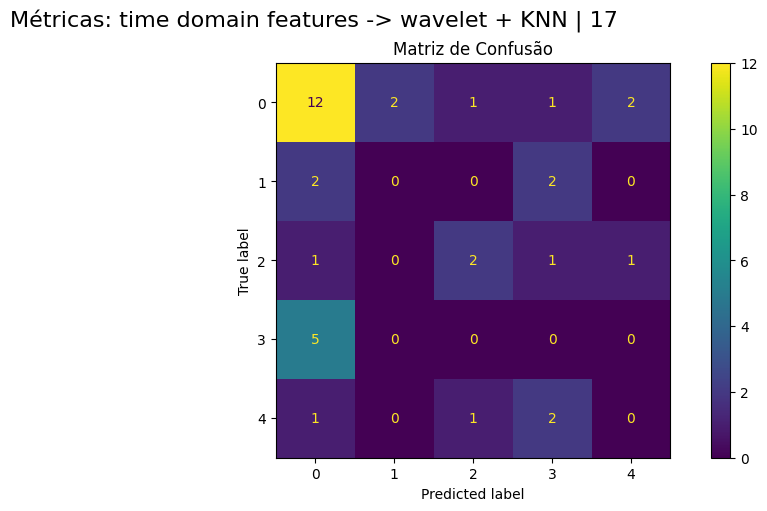 Métricas: time domain features -> wavelet + KNN | 17
Matriz de Confusão
True label
0 12 2 1 1 2
1 2 0 0 2 0
2 1 0 2 1 1
3 5 0 0 0 0
4 1 0 1 2 0
0 1 2 3 4
Predicted label
12
10
8
6
4
2
0